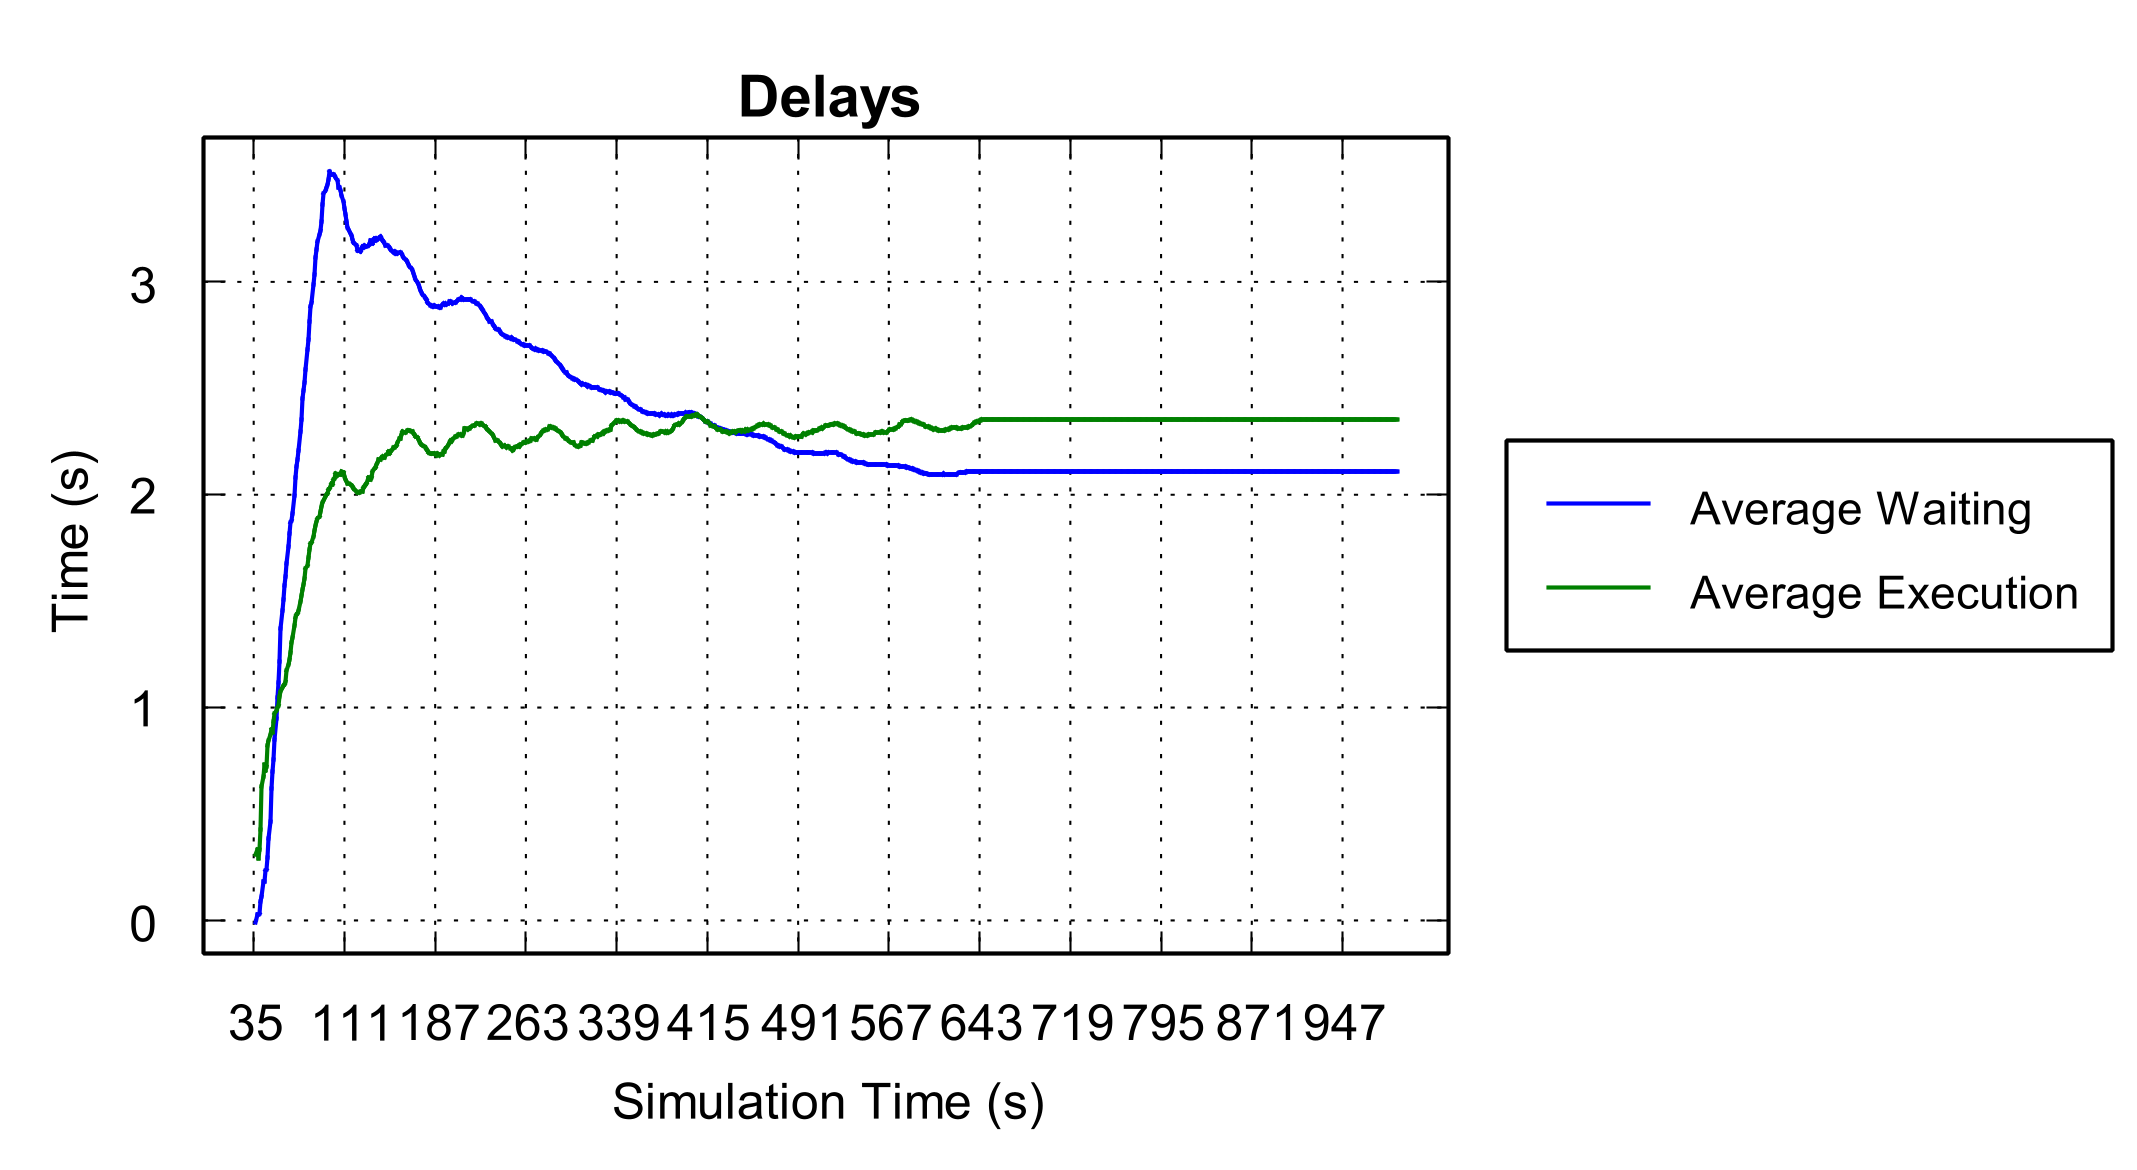 Delays
3
2
1
0
Time (s)
35 111 187 263 339 415 491 567 643 719 795 871 947
Simulation Time (s)
Average Waiting
Average Execution